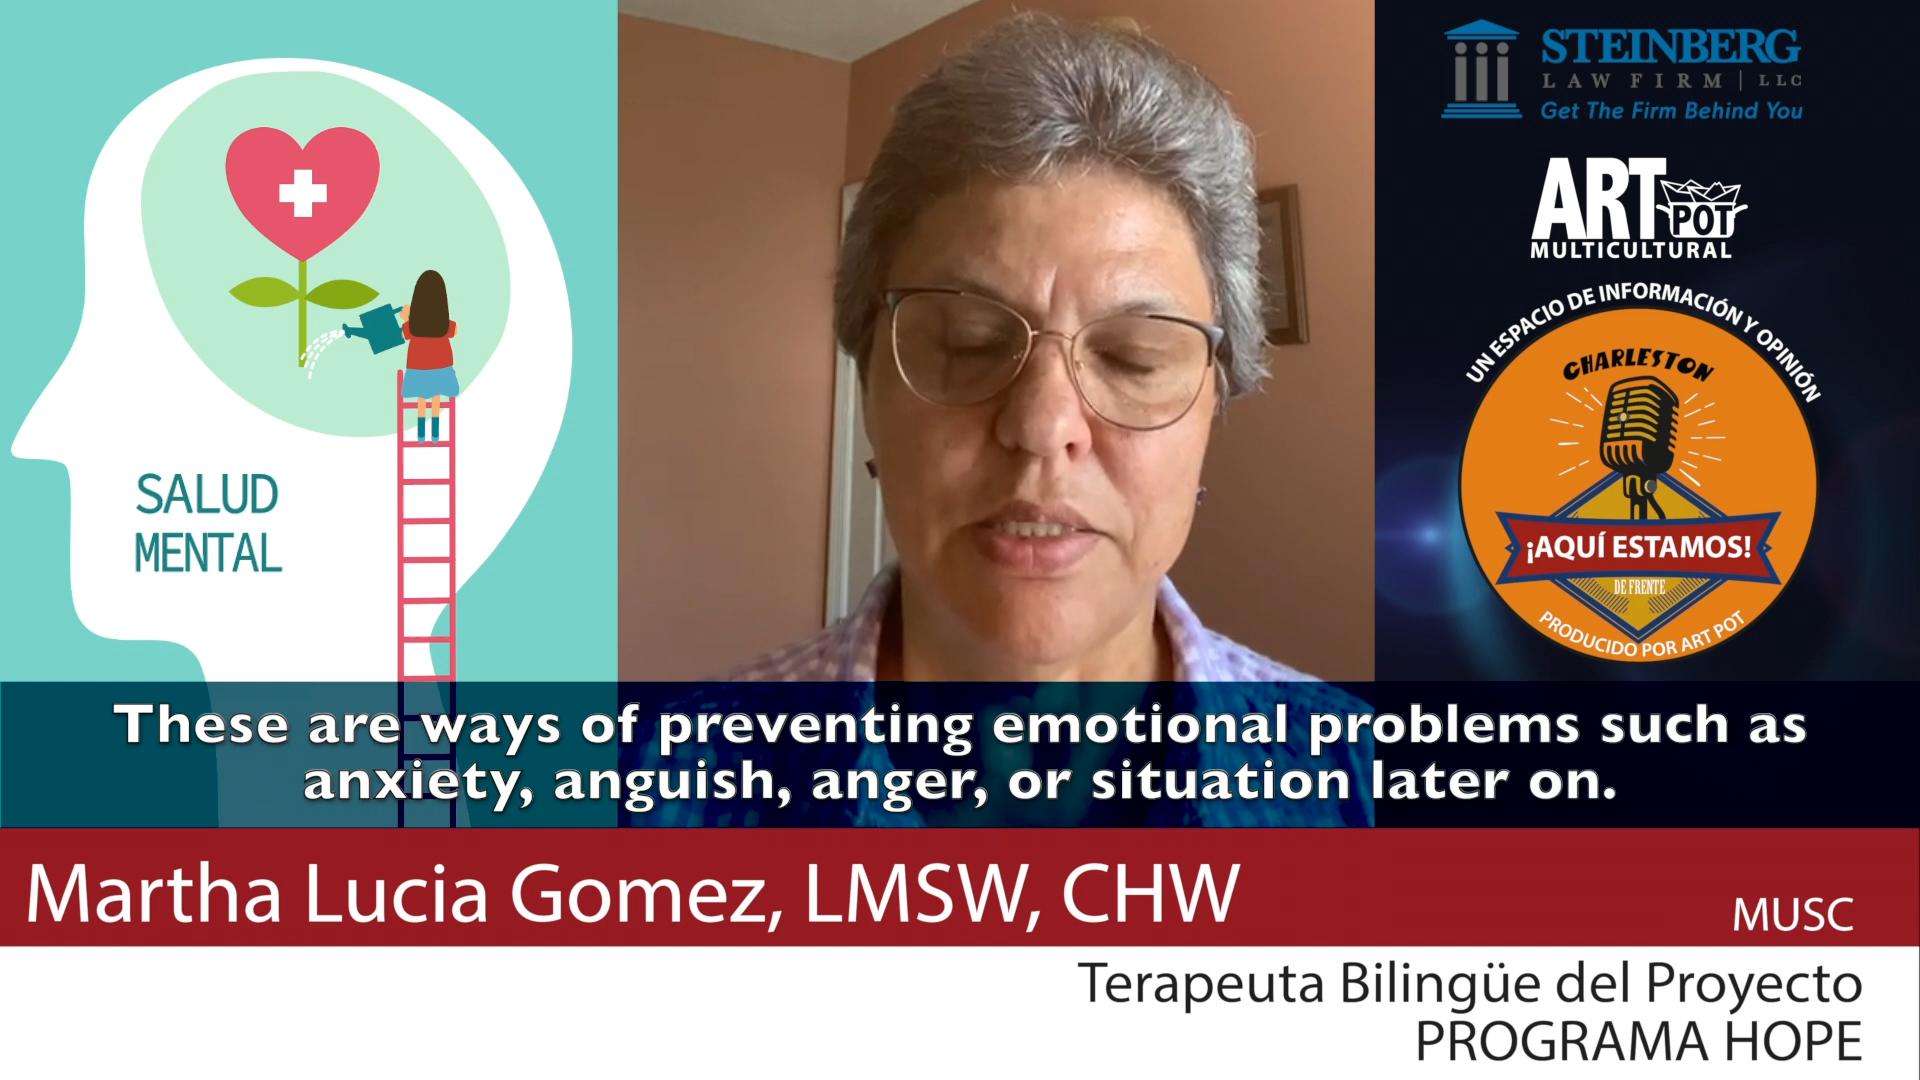 SALUD
MENTAL
STEINBERG
LAW FIRM | LLC
Get The Firm Behind You
ART
POT
MULTICULTURAL
UN ESPACIO DE INFORMACIÓN Y OPINIÓN
CHARLESTON
¡AQUÍ ESTAMOS!
DE FRENTE
PRODUCIDO POR ART POT
These are ways of preventing emotional problems such as
anxiety, anguish, anger, or situation later on.
Martha Lucia Gomez, LMSW, CHW
MUSC
Terapeuta Bilingüe del Proyecto
PROGRAMA HOPE